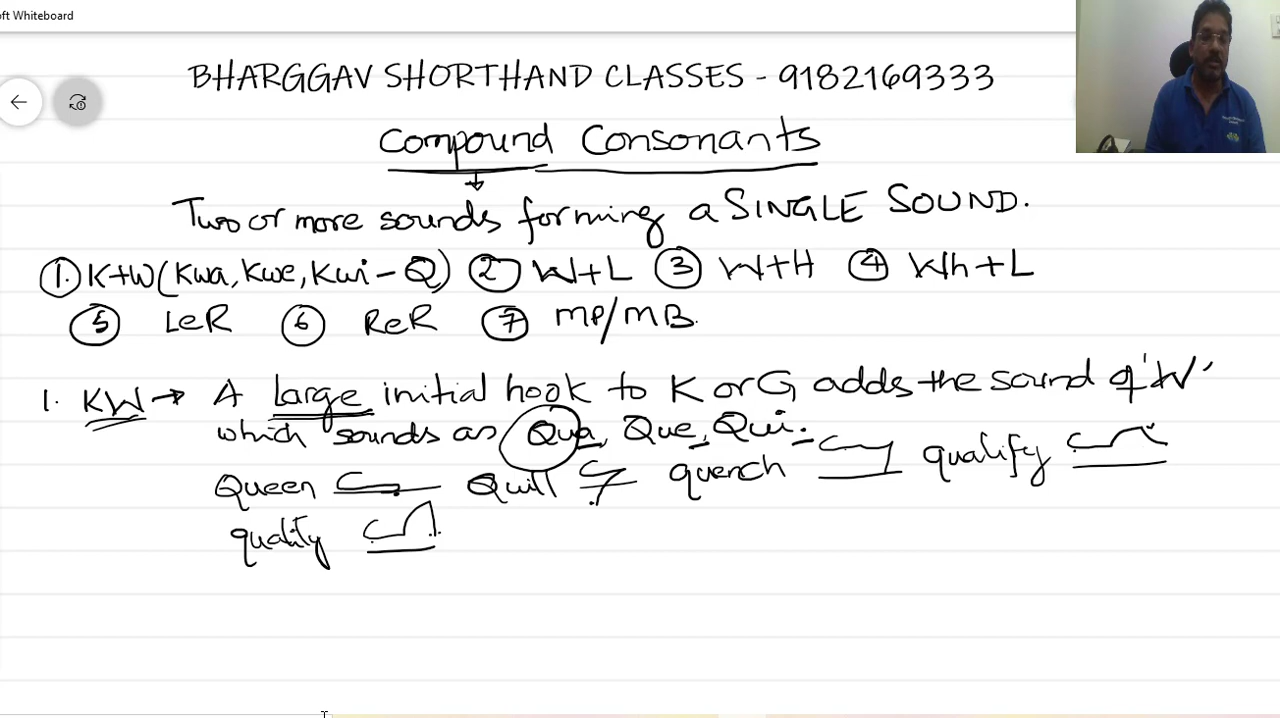 oft Whiteboard
BHARGGAV SHORTHAND CLASSES - 9182169333
Compound Consonants
Two or more sounds forming a SINGLE SOUND.
① K+W (Kwa, Kwe, Kwi - Q) ② W+L ③ W+H ④ Wh+L
⑤ LeR ⑥ ReR ⑦ MP/MB.
1. KW → A large initial hook to K or G adds the sound of 'W'
which sounds as Qua, Que, Qui.
Queen Quill quench qualify
quality